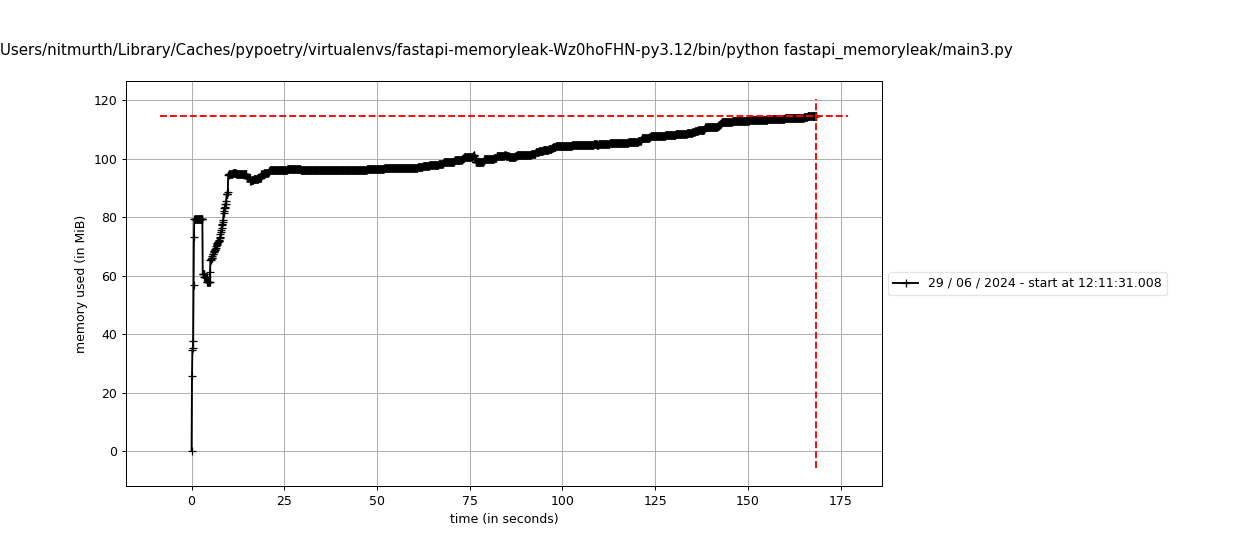 Users/nitmurth/Library/Caches/pypoetry/virtualenvs/fastapi-memoryleak-Wz0hoFHN-py3.12/bin/python fastapi_memoryleak/main3.py
120
100
80
60
40
20
0
memory used (in MiB)
0 25 50 75 100 125 150 175
time (in seconds)
29 / 06 / 2024 - start at 12:11:31.008